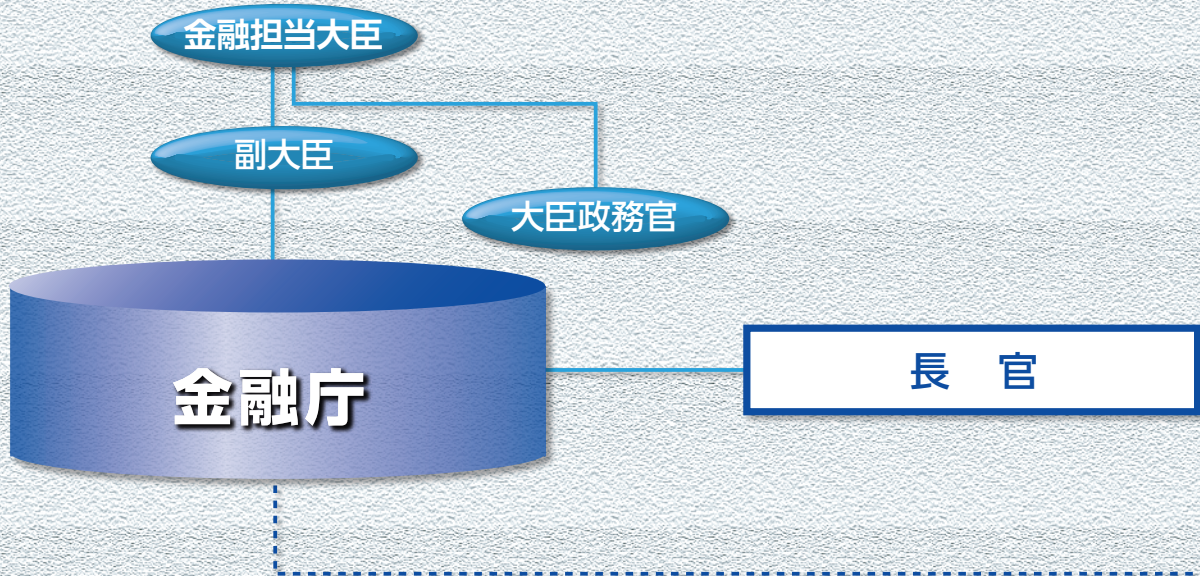 金融担当大臣
副大臣
大臣政務官
金融庁
長　官